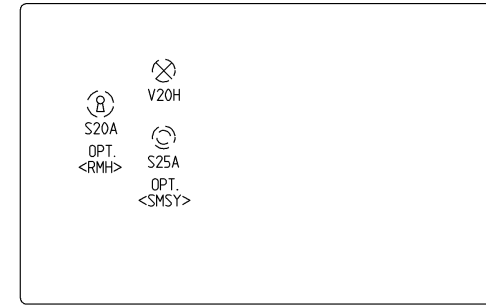 V20H
S20A
OPT.
<RMH>
S25A
OPT.
<SMSY>